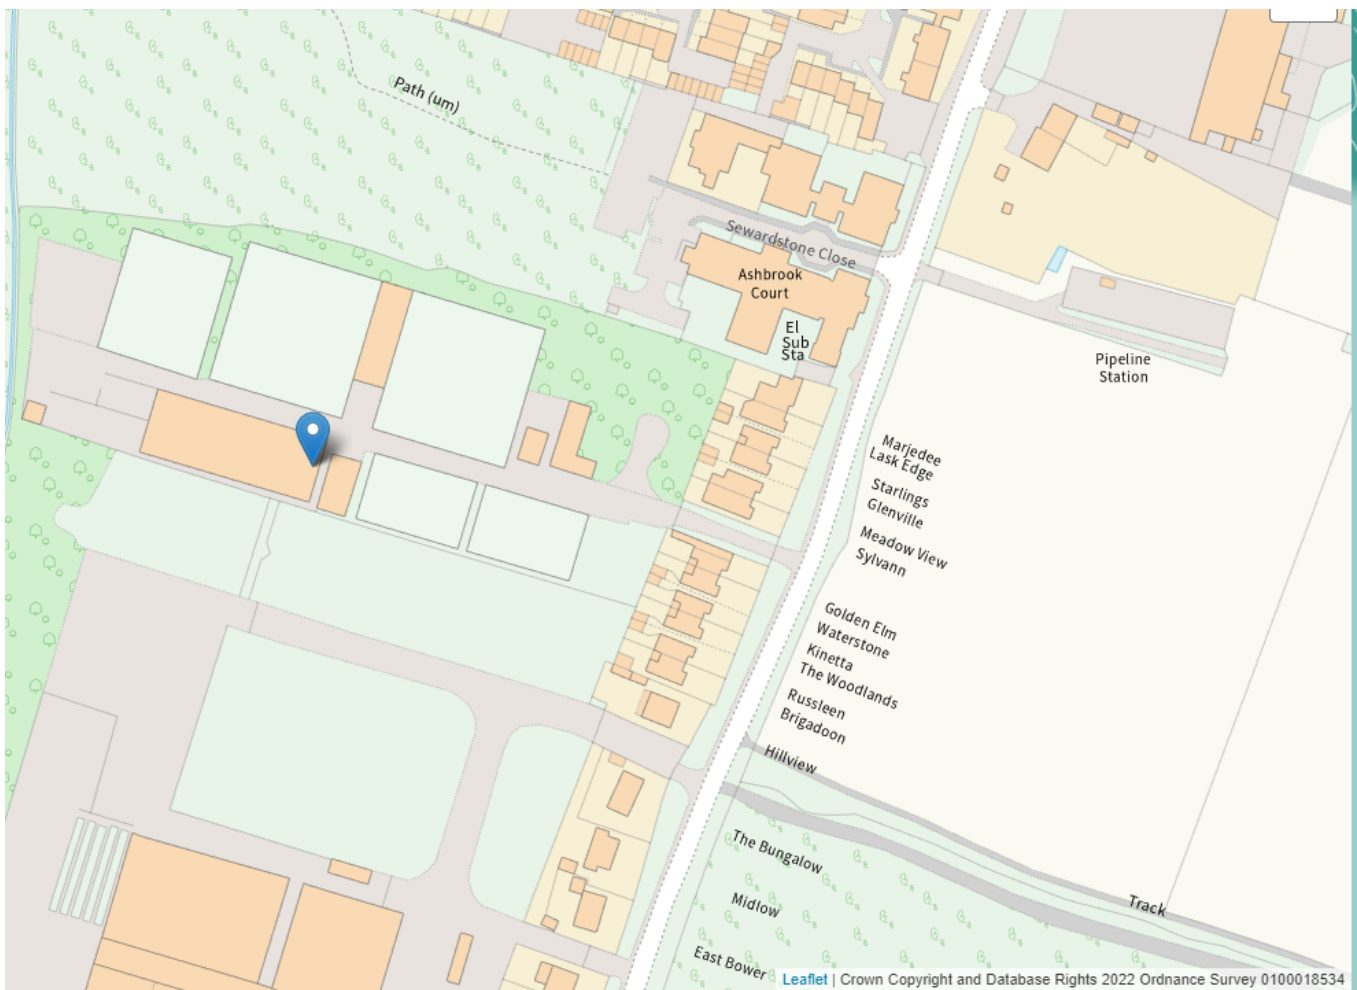 Path (um)
Sewardstone Close
Ashbrook
Court
El
Sub
Sta
Pipeline
Station
Marjedee
Lask Edge
Starlings
Glenville
Meadow View
Sylvann
Golden Elm
Waterstone
Kinetta
The Woodlands
Russleen
Brigadoon
Hillview
The Bungalow
Midlow
Track
East Bower
Leaflet | Crown Copyright and Database Rights 2022 Ordnance Survey 0100018534